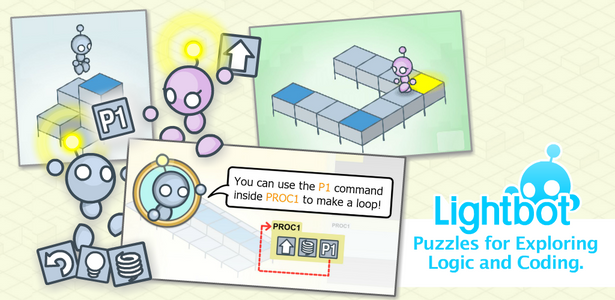 P1
You can use the P1 command
inside PROC1 to make a loop!
PROC1
PROC1
P1
Lightbot
Puzzles for Exploring
Logic and Coding.